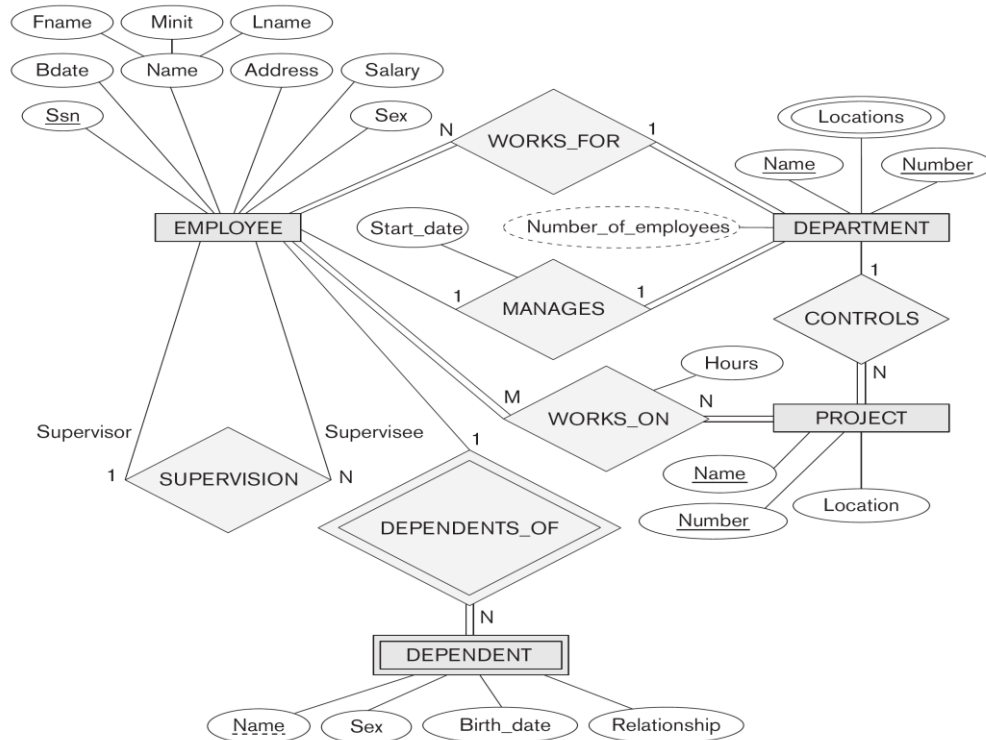 Fname
Minit
Lname
Bdate
Name
Address
Salary
Ssn
Sex
N
WORKS_FOR
1
Locations
Name
Number
EMPLOYEE
Start_date
Number_of_employees
DEPARTMENT
1
MANAGES
1
1
CONTROLS
N
Hours
M
WORKS_ON
N
PROJECT
Supervisor
Supervisee
1
1
SUPERVISION
N
Name
Number
Location
DEPENDENTS_OF
N
DEPENDENT
Name
Sex
Birth_date
Relationship